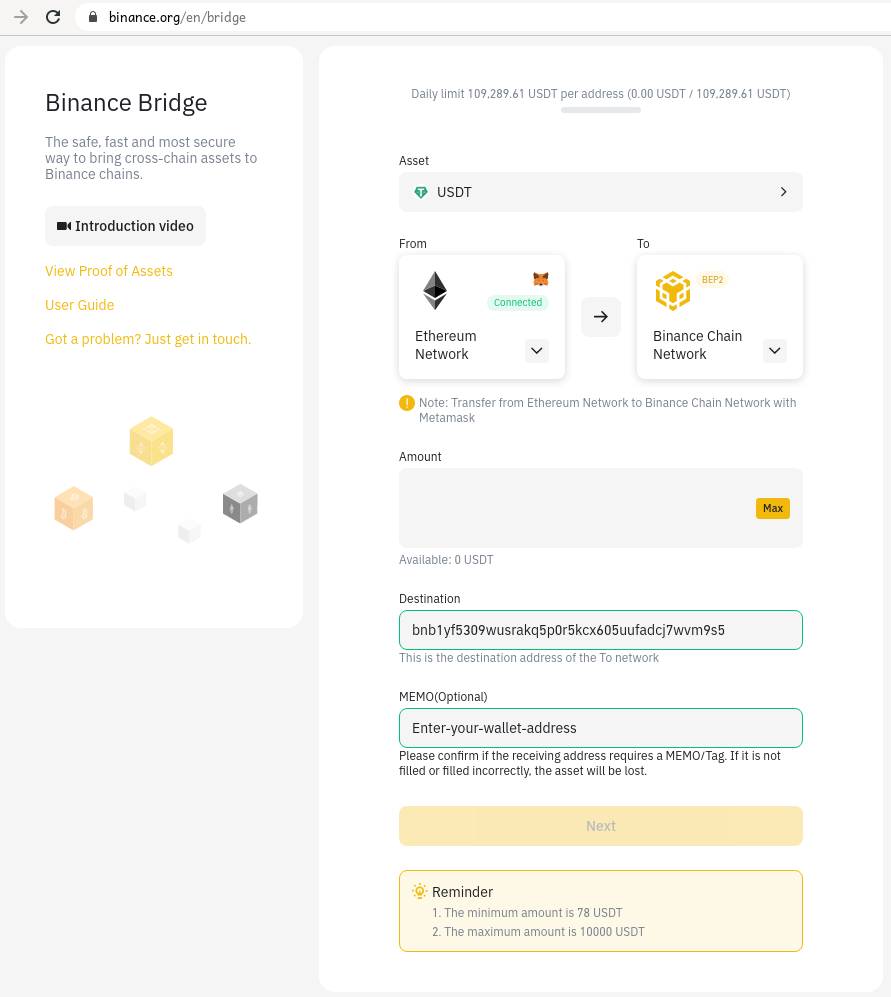 binance.org/en/bridge
Binance Bridge
The safe, fast and most secure
way to bring cross-chain assets to
Binance chains.
Introduction video
View Proof of Assets
User Guide
Got a problem? Just get in touch.
Daily limit 109,289.61 USDT per address (0.00 USDT / 109,289.61 USDT)
Asset
USDT
From
To
Connected
BEP2
Ethereum
Network
Binance Chain
Network
Note: Transfer from Ethereum Network to Binance Chain Network with
Metamask
Amount
Max
Available: 0 USDT
Destination
bnb1yf5309wusrakq5p0r5kcx605uufadcj7wvm9s5
This is the destination address of the To network
MEMO(Optional)
Enter-your-wallet-address
Please confirm if the receiving address requires a MEMO/Tag. If it is not
filled or filled incorrectly, the asset will be lost.
Next
Reminder
1. The minimum amount is 78 USDT
2. The maximum amount is 10000 USDT